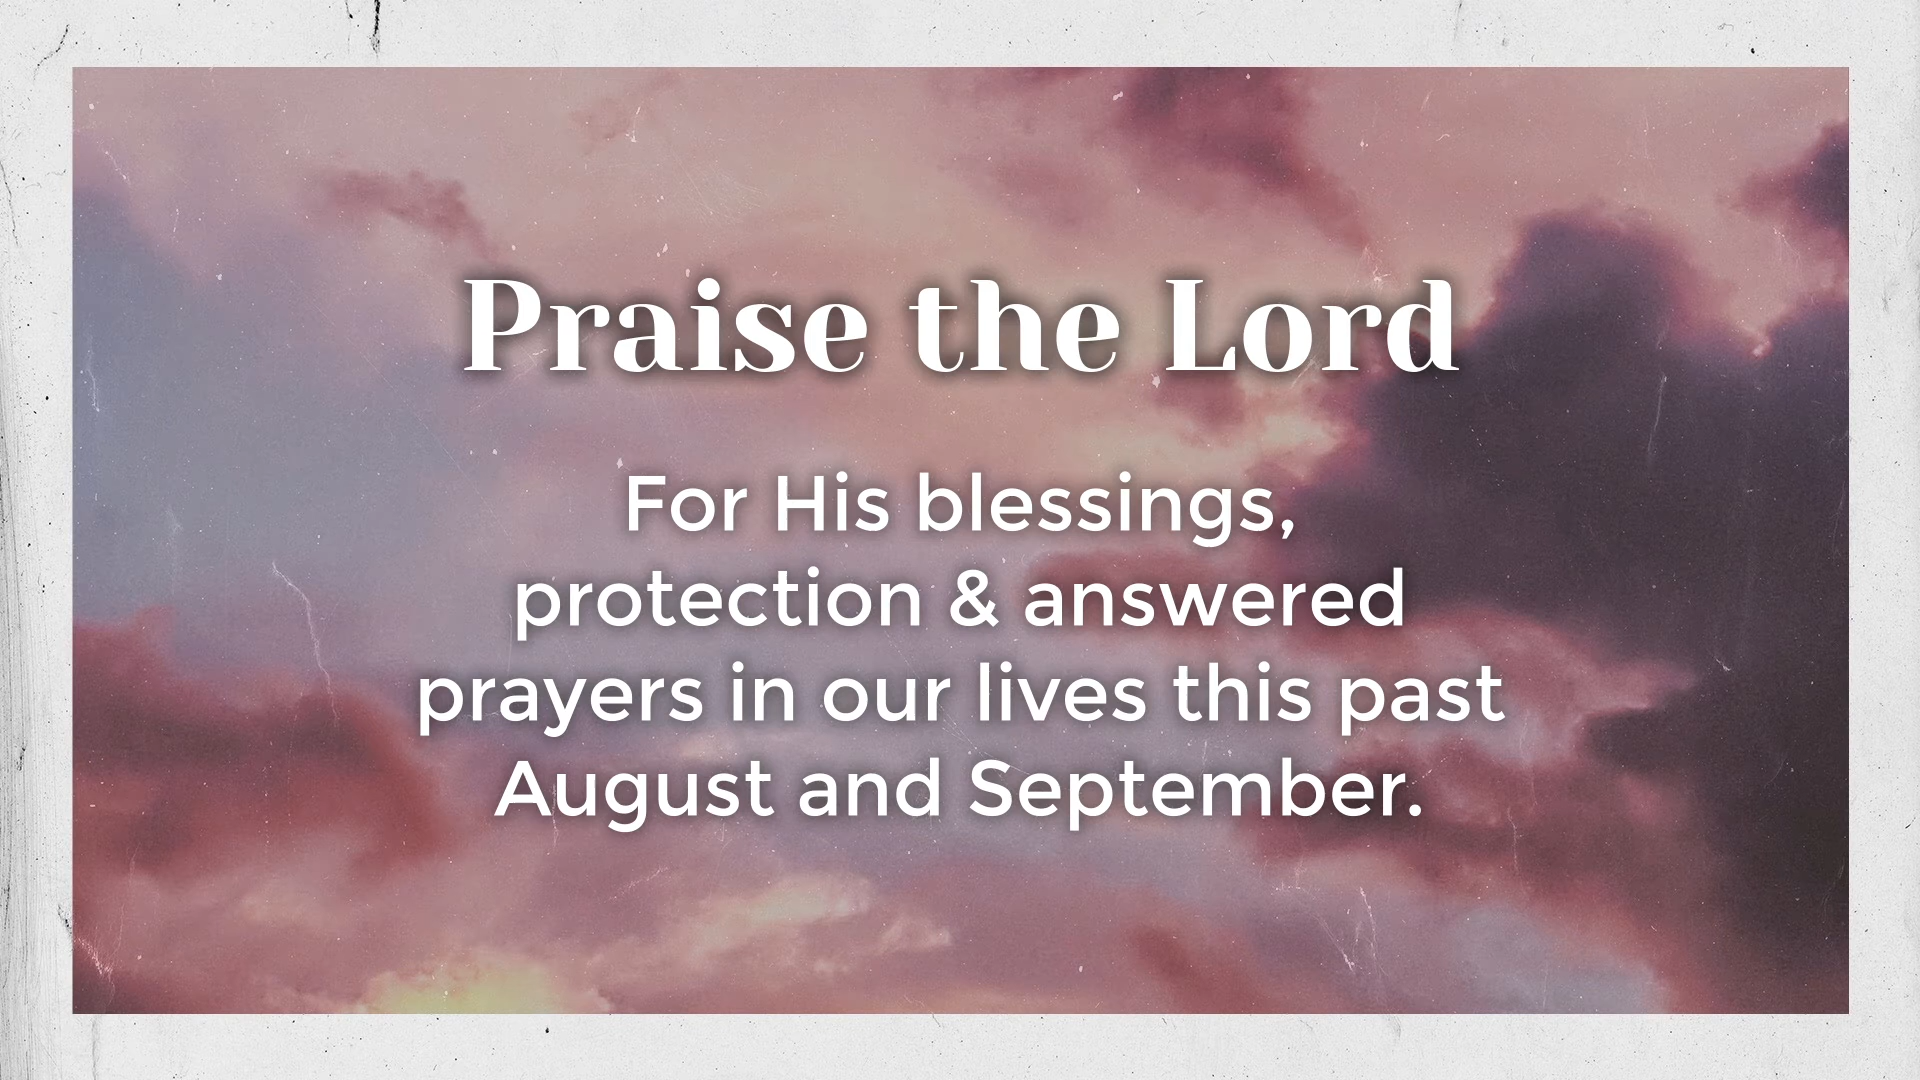 Praise the Lord
For His blessings,
protection & answered
prayers in our lives this past
August and September.